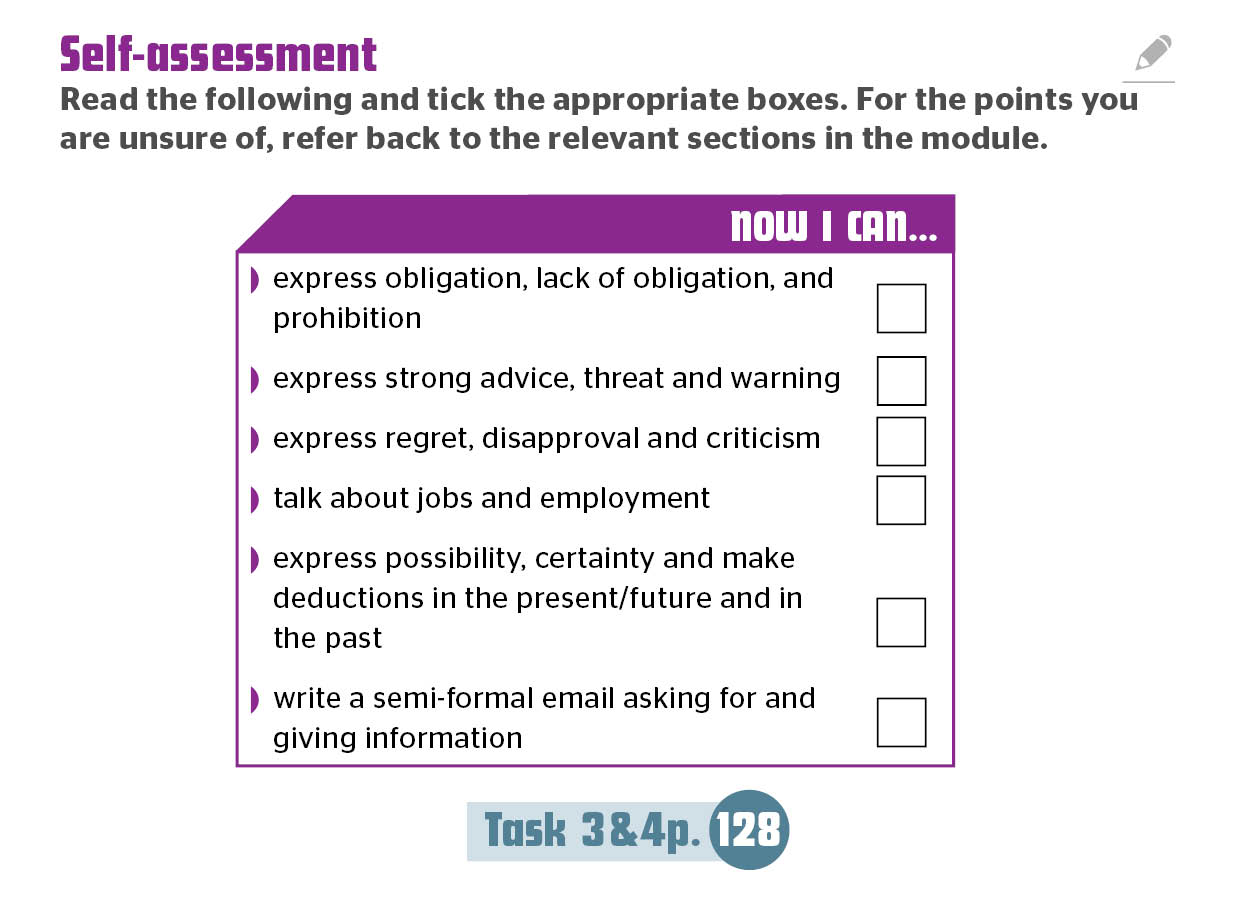 Self-assessment
Read the following and tick the appropriate boxes. For the points you
are unsure of, refer back to the relevant sections in the module.
NOW I CAN...
express obligation, lack of obligation, and
prohibition
express strong advice, threat and warning
express regret, disapproval and criticism
talk about jobs and employment
express possibility, certainty and make
deductions in the present/future and in
the past
write a semi-formal email asking for and
giving information
Task 3&4p. 128